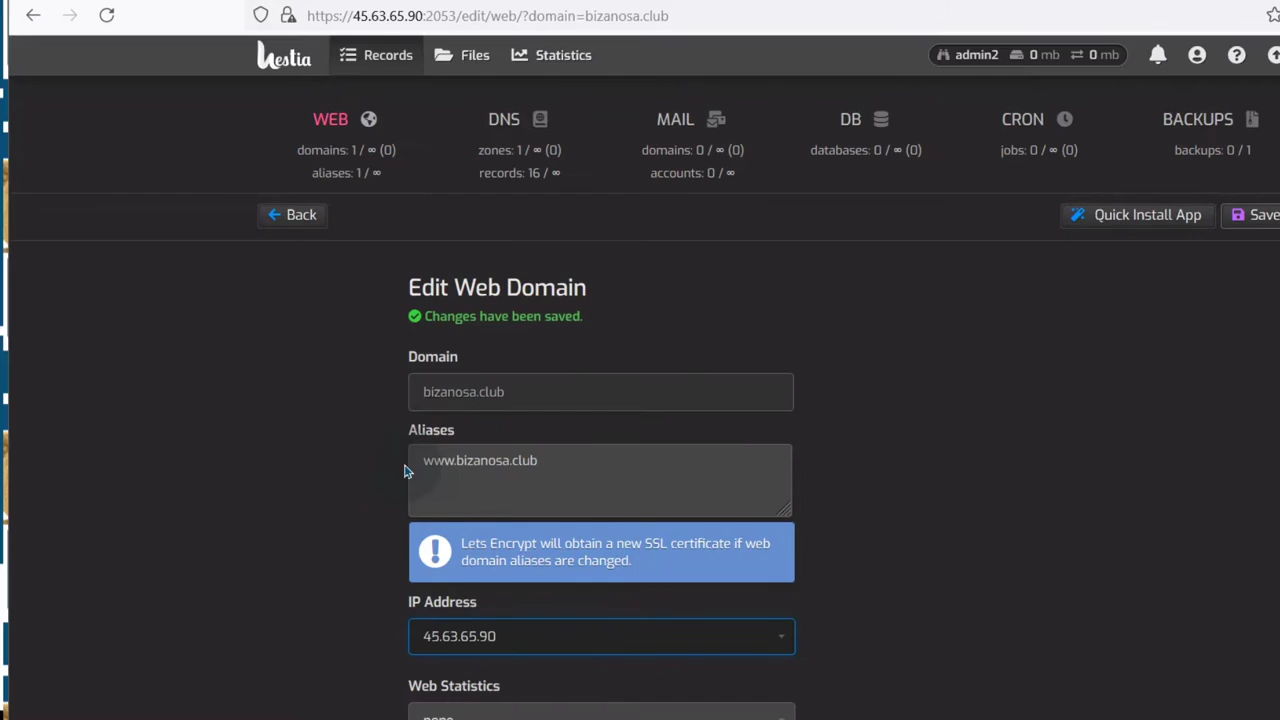 https://45.63.65.90:2053/edit/web/?domain=bizanosa.club
hestia Records Files Statistics admin2 0 mb 0 mb
WEB DNS MAIL DB CRON BACKUPS
domains: 1 / ∞ (0) zones: 1 / ∞ (0) domains: 0 / ∞ (0) databases: 0 / ∞ (0) jobs: 0 / ∞ (0) backups: 0 / 1
aliases: 1 / ∞ records: 16 / ∞ accounts: 0 / ∞
Back Quick Install App Save
Edit Web Domain
Changes have been saved.
Domain
bizanosa.club
Aliases
www.bizanosa.club
Lets Encrypt will obtain a new SSL certificate if web
domain aliases are changed.
IP Address
45.63.65.90
Web Statistics
none